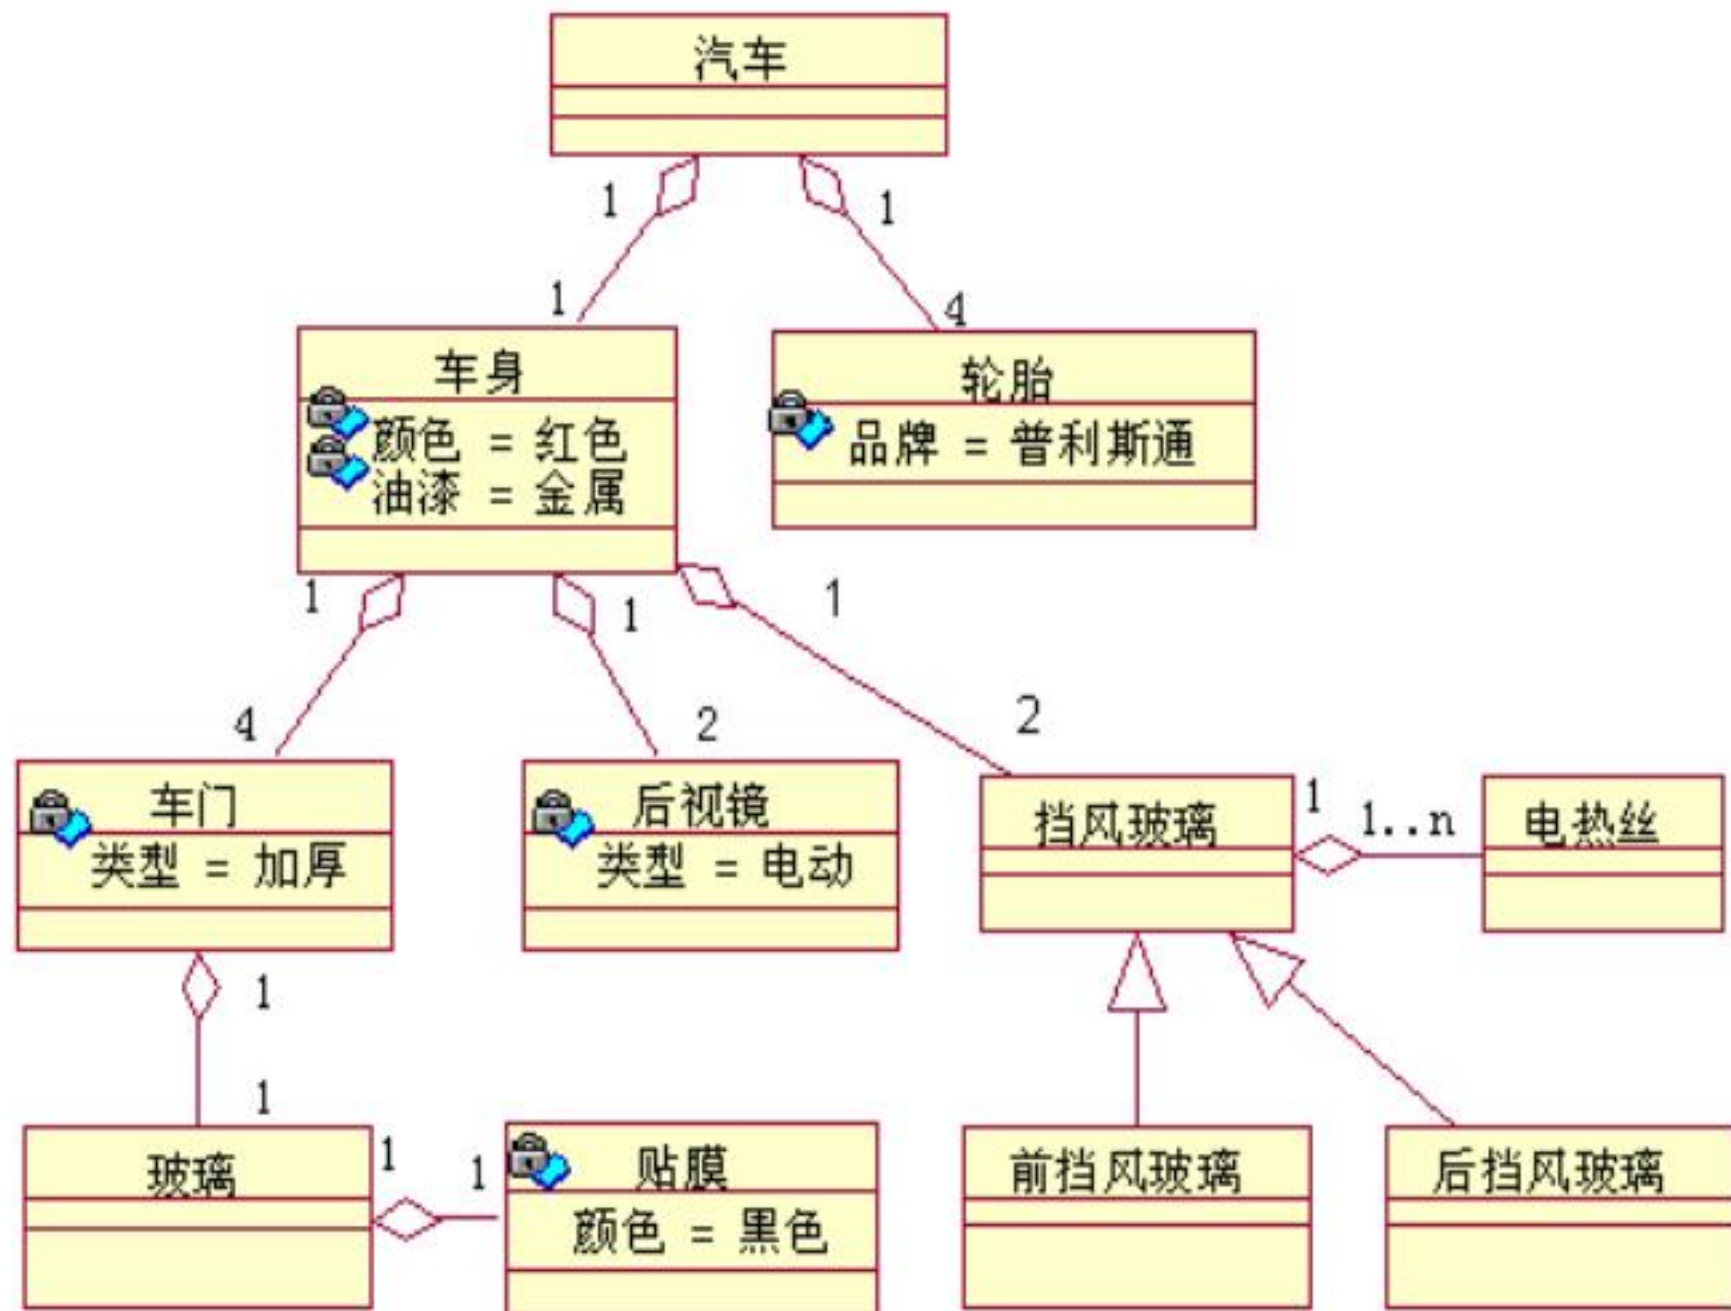 汽车
1
1
1
4
车身
颜色 = 红色
油漆 = 金属
轮胎
品牌 = 普利斯通
1
1
1
4
2
2
车门
类型 = 加厚
后视镜
类型 = 电动
挡风玻璃
1
1..n
电热丝
1
1
玻璃
1
1
贴膜
颜色 = 黑色
前挡风玻璃
后挡风玻璃